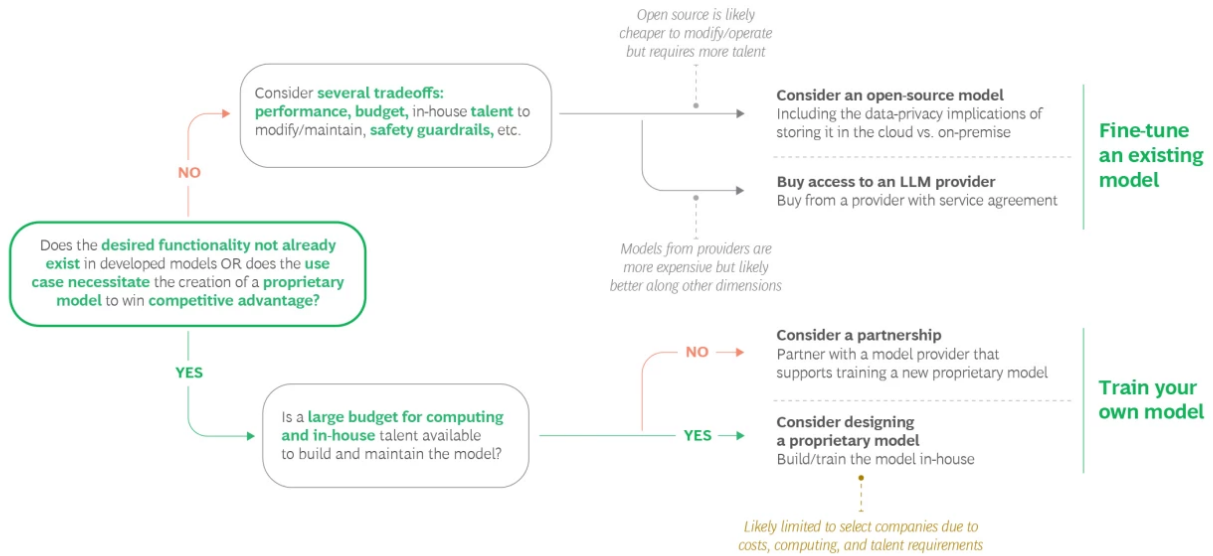 Open source is likely
cheaper to modify/operate
but requires more talent
Consider several tradeoffs:
performance, budget, in-house talent to
modify/maintain, safety guardrails, etc.
Consider an open-source model
Including the data-privacy implications of
storing it in the cloud vs. on-premise
Fine-tune
an existing
model
NO
Buy access to an LLM provider
Buy from a provider with service agreement
Does the desired functionality not already
exist in developed models OR does the use
case necessitate the creation of a proprietary
model to win competitive advantage?
Models from providers are
more expensive but likely
better along other dimensions
YES
Is a large budget for computing
and in-house talent available
to build and maintain the model?
NO
Consider a partnership
Partner with a model provider that
supports training a new proprietary model
Train your
own model
YES
Consider designing
a proprietary model
Build/train the model in-house
Likely limited to select companies due to
costs, computing, and talent requirements